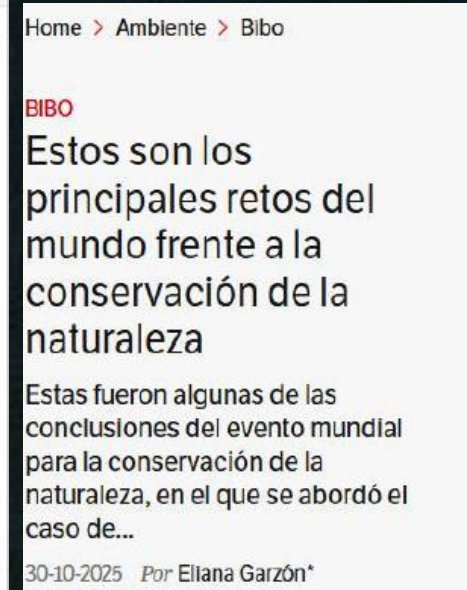 Home > Ambiente > Bibo
BIBO
Estos son los
principales retos del
mundo frente a la
conservación de la
naturaleza
Estas fueron algunas de las
conclusiones del evento mundial
para la conservación de la
naturaleza, en el que se abordó el
caso de...
30-10-2025 Por Eliana Garzón*